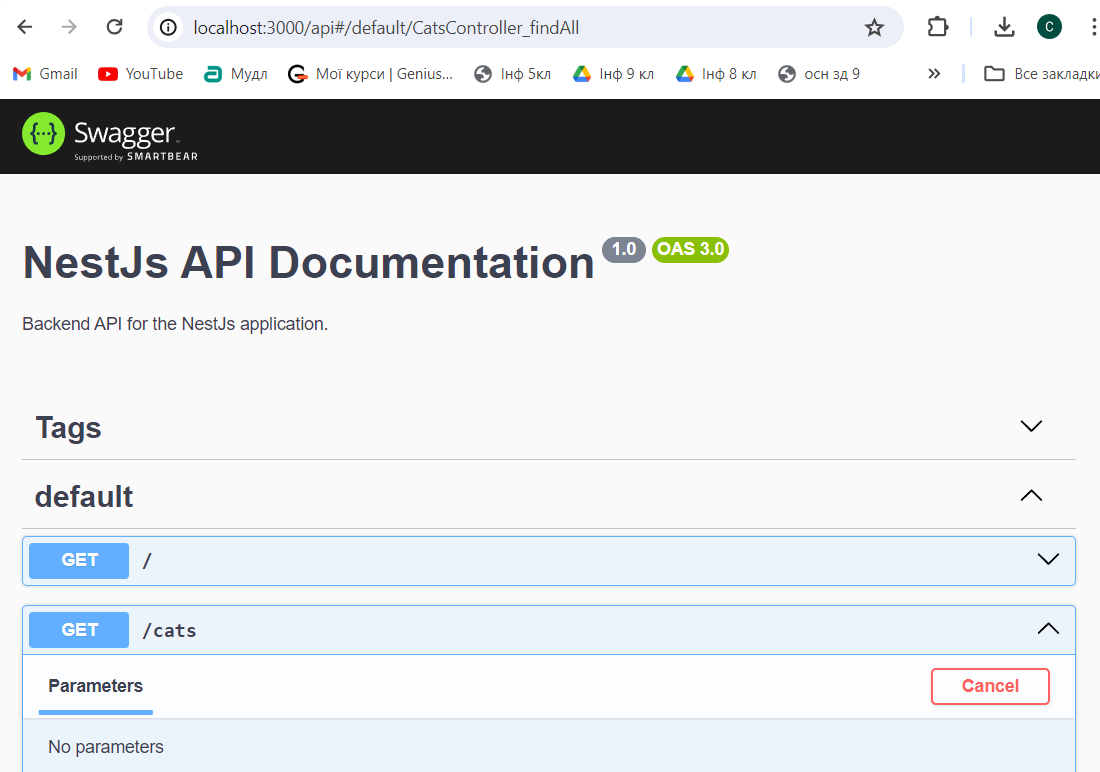 localhost:3000/api#/default/CatsController_findAll
C
Gmail YouTube Мудл Мої курси | Genius... Інф 5кл Інф 9 кл Інф 8 кл осн зд 9 » Все закладки
{···} Swagger
Supported by SMARTBEAR
NestJs API Documentation 1.0 OAS 3.0
Backend API for the NestJs application.
Tags
default
GET /
GET /cats
Parameters Cancel
No parameters